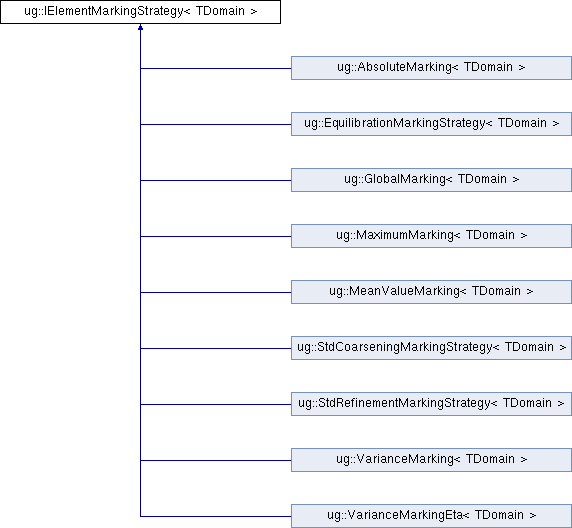 ug::IElementMarkingStrategy< TDomain >
ug::AbsoluteMarking< TDomain >
ug::EquilibrationMarkingStrategy< TDomain >
ug::GlobalMarking< TDomain >
ug::MaximumMarking< TDomain >
ug::MeanValueMarking< TDomain >
ug::StdCoarseningMarkingStrategy< TDomain >
ug::StdRefinementMarkingStrategy< TDomain >
ug::VarianceMarking< TDomain >
ug::VarianceMarkingEta< TDomain >